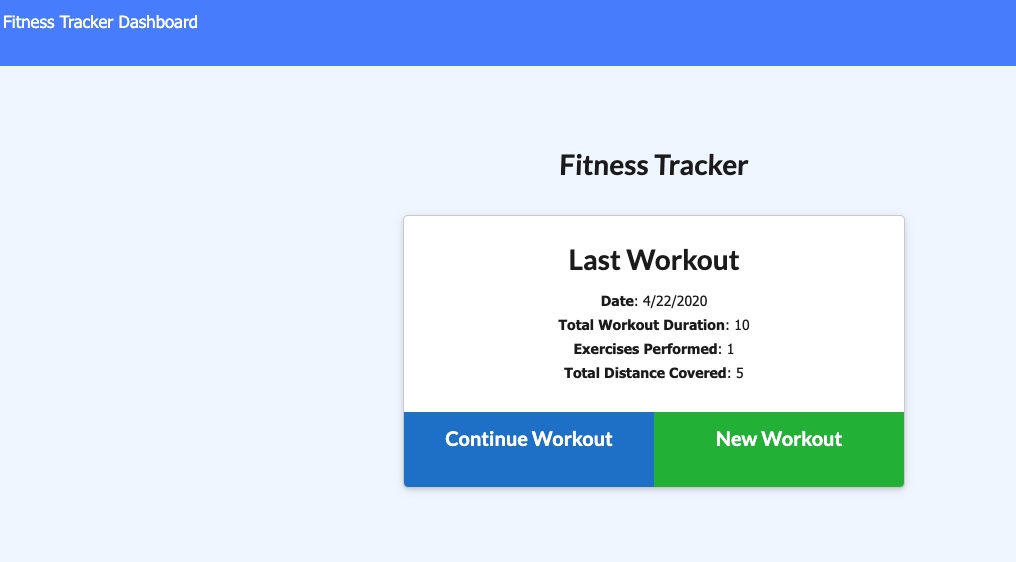 Fitness Tracker Dashboard
Fitness Tracker
Last Workout
Date: 4/22/2020
Total Workout Duration: 10
Exercises Performed: 1
Total Distance Covered: 5
Continue Workout
New Workout